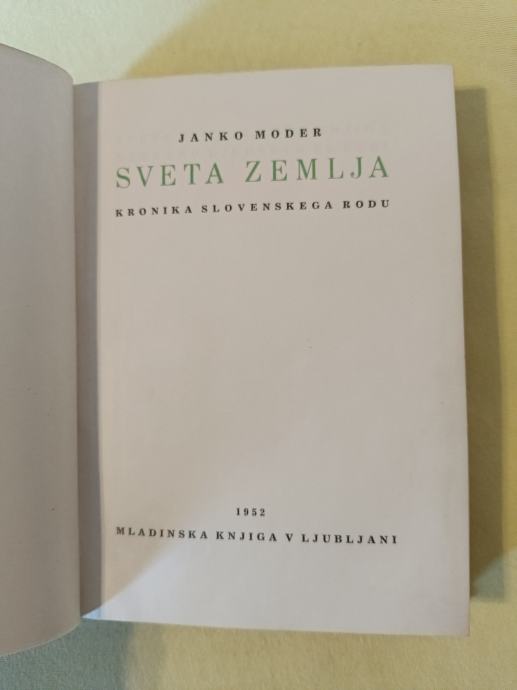 JANKO MODER
SVETA ZEMLJA
KRONIKA SLOVENSKEGA RODU
1952
MLADINSKA KNJIGA V LJUBLJANI